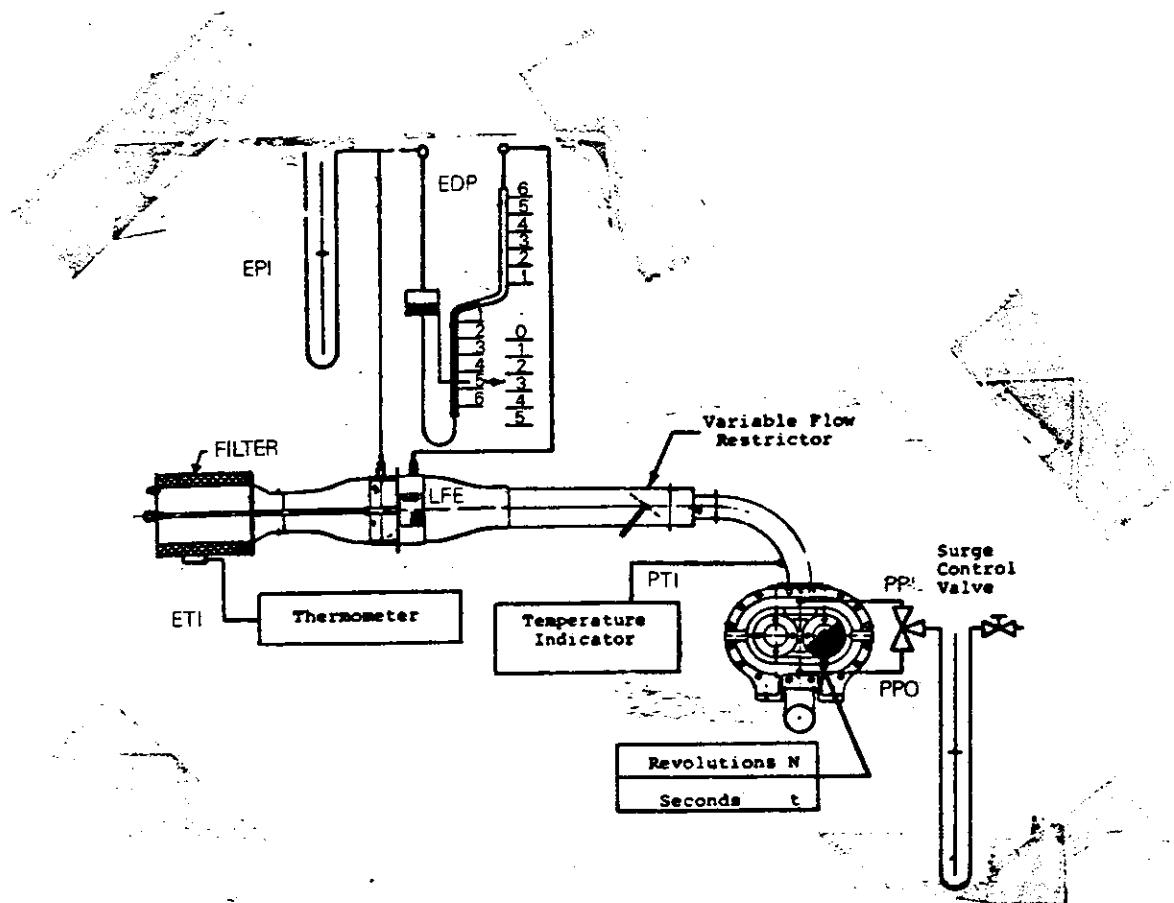 EDP
6
5
4
3
2
1
EPI
2
3
4
5
6
0
1
2
3
4
5
Variable Flow
Restrictor
FILTER
LFE
Surge
Control
Valve
PTI
PPI
ETI
Thermometer
Temperature
Indicator
PPO
Revolutions N
Seconds t